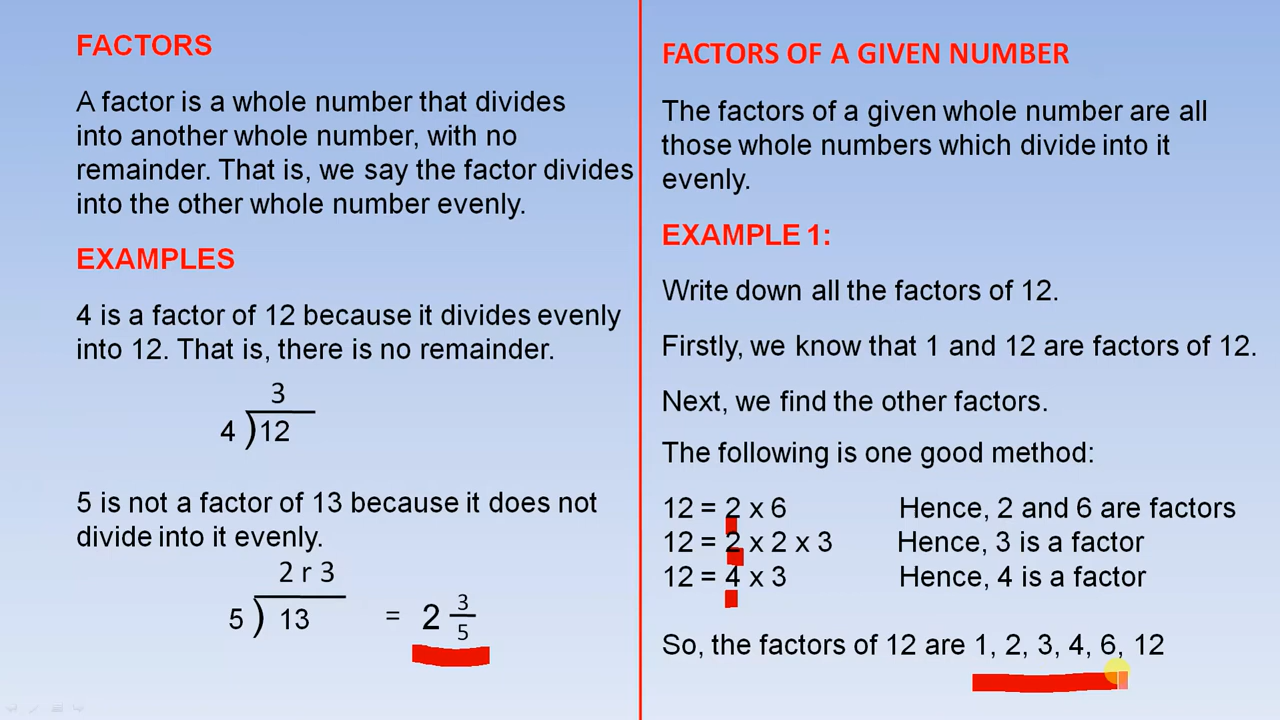 FACTORS
A factor is a whole number that divides
into another whole number, with no
remainder. That is, we say the factor divides
into the other whole number evenly.
EXAMPLES
4 is a factor of 12 because it divides evenly
into 12. That is, there is no remainder.
3
4 ) 12
5 is not a factor of 13 because it does not
divide into it evenly.
2 r 3
5 ) 13 = 2 3/5
FACTORS OF A GIVEN NUMBER
The factors of a given whole number are all
those whole numbers which divide into it
evenly.
EXAMPLE 1:
Write down all the factors of 12.
Firstly, we know that 1 and 12 are factors of 12.
Next, we find the other factors.
The following is one good method:
12 = 2 x 6 Hence, 2 and 6 are factors
12 = 2 x 2 x 3 Hence, 3 is a factor
12 = 4 x 3 Hence, 4 is a factor
So, the factors of 12 are 1, 2, 3, 4, 6, 12